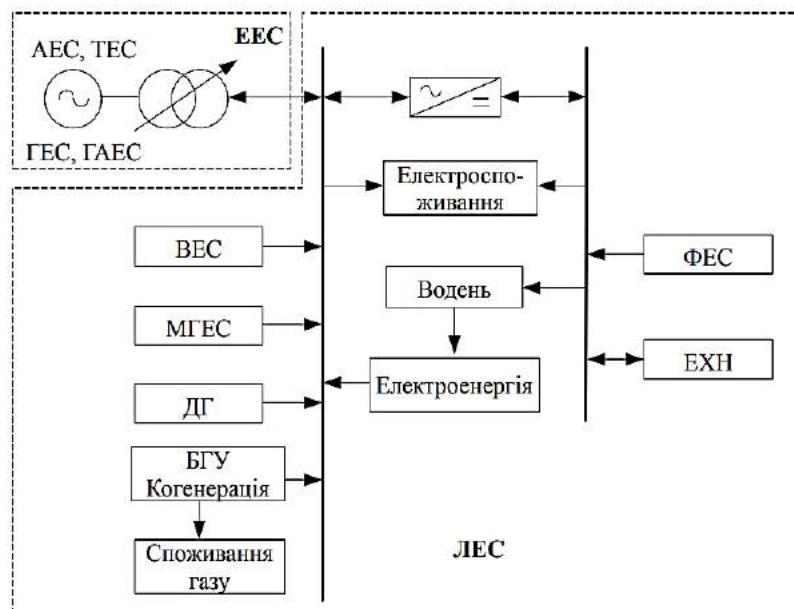 АЕС, ТЕС
ЕЕС
ГЕС, ГАЕС
Електроспо-
живання
ВЕС
ФЕС
Водень
МГЕС
ЕХН
Електроенергія
ДГ
БГУ
Когенерація
Споживання
газу
ЛЕС